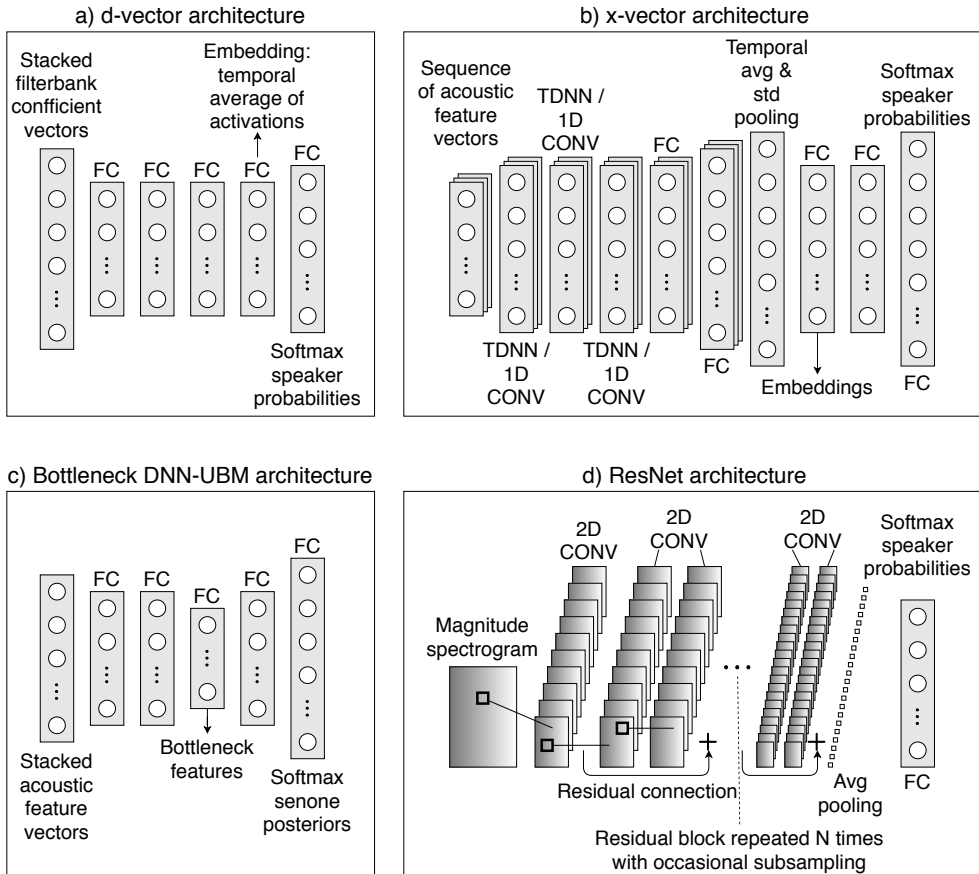 a) d-vector architecture
Stacked
filterbank
confficient
vectors
Embedding:
temporal
average of
activations
FC
FC
FC
FC
FC
Softmax
speaker
probabilities
b) x-vector architecture
Sequence
of acoustic
feature
vectors
TDNN /
1D
CONV
TDNN /
1D
CONV
TDNN /
1D
CONV
FC
FC
Temporal
avg &
std
pooling
FC
FC
Embeddings
Softmax
speaker
probabilities
FC
c) Bottleneck DNN-UBM architecture
Stacked
acoustic
feature
vectors
FC
FC
FC
FC
FC
Bottleneck
features
Softmax
senone
posteriors
d) ResNet architecture
Magnitude
spectrogram
2D
CONV
2D
CONV
2D
CONV
Softmax
speaker
probabilities
Residual connection
Avg
pooling
FC
Residual block repeated N times
with occasional subsampling